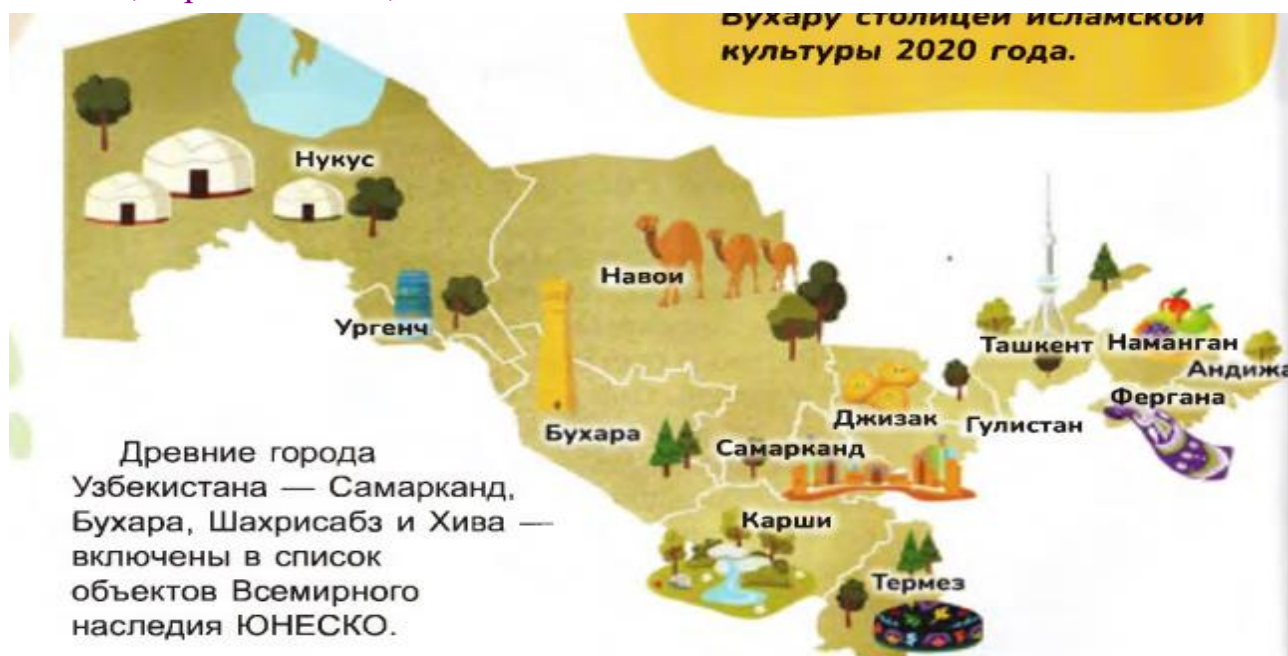 Бухару столицей исламской
культуры 2020 года.
Нукус
Навои
Ургенч
Ташкент
Наманган
Андижа
Фергана
Джизак
Гулистан
Бухара
Самарканд
Карши
Термез
Древние города
Узбекистана — Самарканд,
Бухара, Шахрисабз и Хива —
включены в список
объектов Всемирного
наследия ЮНЕСКО.